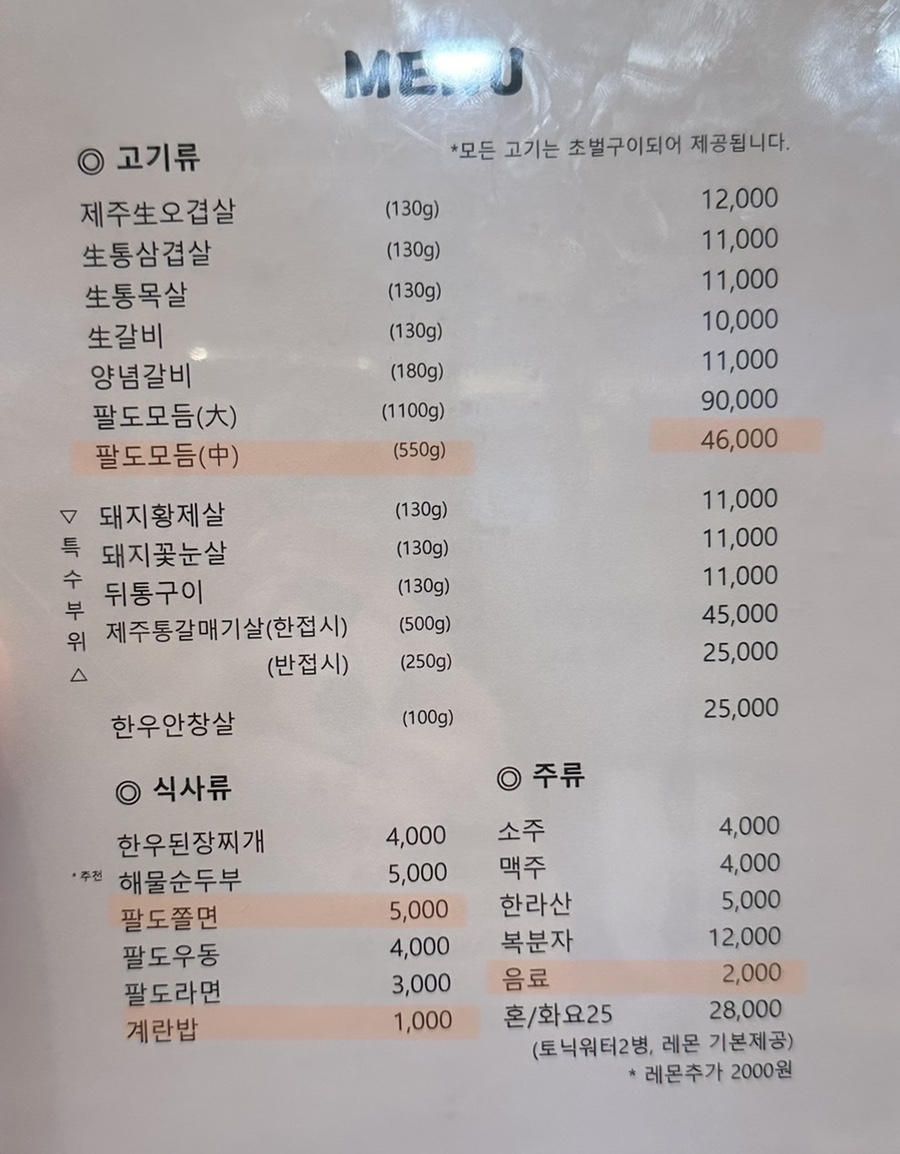 MENU
◎ 고기류
*모든 고기는 초벌구이되어 제공됩니다.
제주生오겹살 (130g) 12,000
生통삼겹살 (130g) 11,000
生통목살 (130g) 11,000
生갈비 (130g) 10,000
양념갈비 (180g) 11,000
팔도모듬(大) (1100g) 90,000
팔도모듬(中) (550g) 46,000
▽특수부위△
돼지황제살 (130g) 11,000
돼지꽃눈살 (130g) 11,000
뒤통구이 (130g) 11,000
제주통갈매기살(한접시) (500g) 45,000
(반접시) (250g) 25,000
한우안창살 (100g) 25,000
◎ 식사류
한우된장찌개 4,000
*주전 해물순두부 5,000
팔도쫄면 5,000
팔도우동 4,000
팔도라면 3,000
계란밥 1,000
◎ 주류
소주 4,000
맥주 4,000
한라산 5,000
복분자 12,000
음료 2,000
혼/화요25 28,000
(토닉워터2병, 레몬 기본제공)
* 레몬추가 2000원